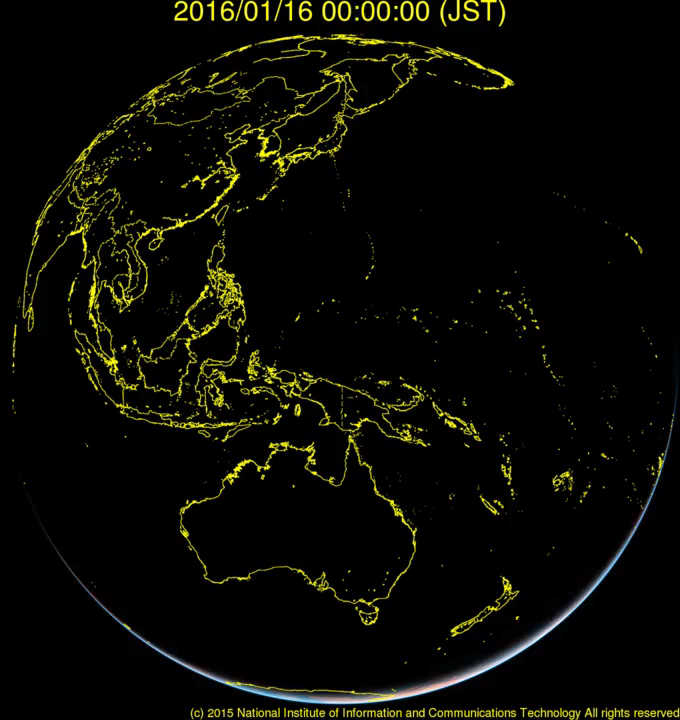 2016/01/16 00:00:00 (JST)
(c) 2015 National Institute of Information and Communications Technology All rights reserved